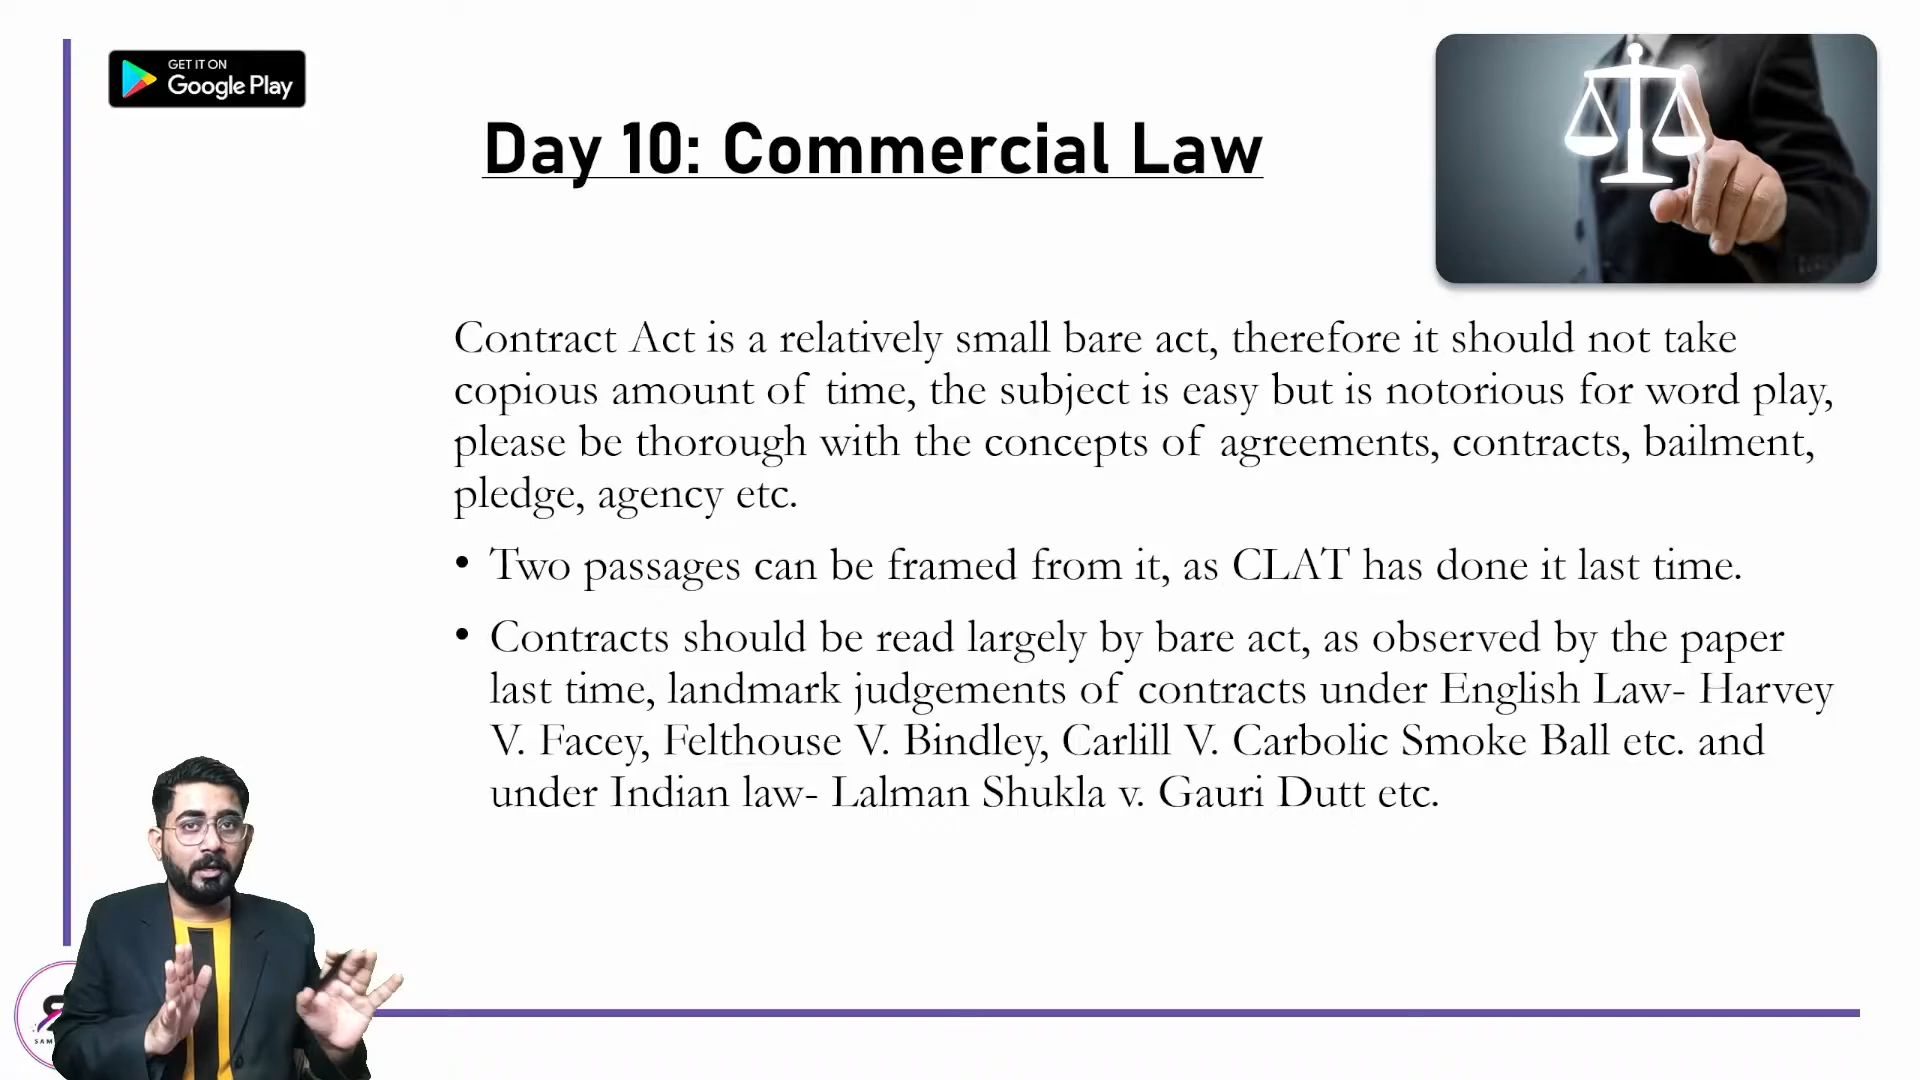 GET IT ON
Google Play
Day 10: Commercial Law
Contract Act is a relatively small bare act, therefore it should not take
copious amount of time, the subject is easy but is notorious for word play,
please be thorough with the concepts of agreements, contracts, bailment,
pledge, agency etc.
• Two passages can be framed from it, as CLAT has done it last time.
• Contracts should be read largely by bare act, as observed by the paper
last time, landmark judgements of contracts under English Law- Harvey
V. Facey, Felthouse V. Bindley, Carlill V. Carbolic Smoke Ball etc. and
under Indian law- Lalman Shukla v. Gauri Dutt etc.